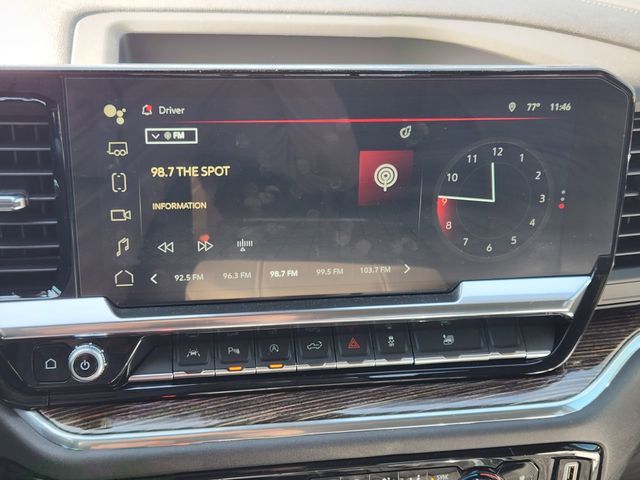 Driver
77° 11:46
FM
98.7 THE SPOT
INFORMATION
12
11 1
10 2
9 3
8 4
7 5
6
92.5 FM 96.3 FM 98.7 FM 99.5 FM 103.7 FM
SYNC